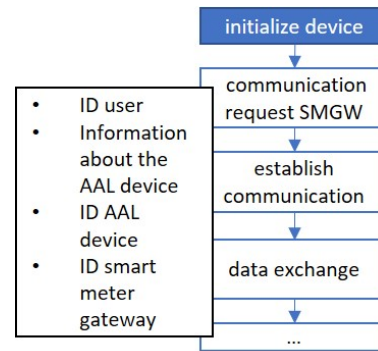 initialize device
communication
request SMGW
establish
communication
data exchange
...
• ID user
• Information
about the
AAL device
• ID AAL
device
• ID smart
meter
gateway